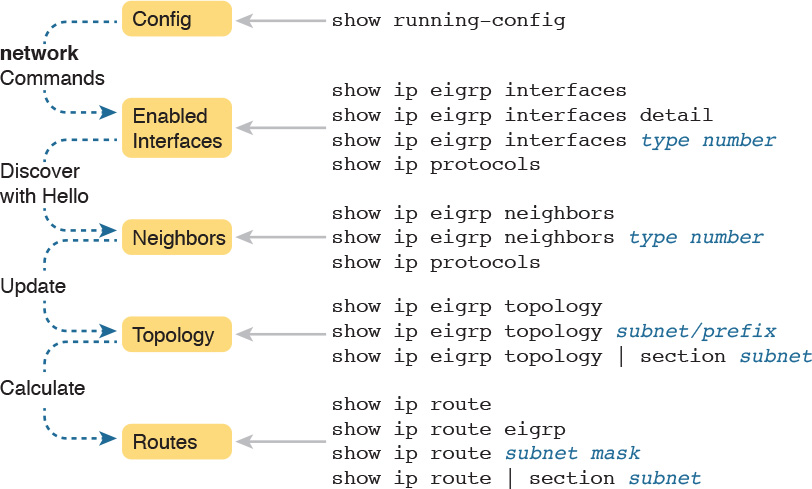 Config
show running-config
network
Commands
Enabled
Interfaces
show ip eigrp interfaces
show ip eigrp interfaces detail
show ip eigrp interfaces type number
show ip protocols
Discover
with Hello
Neighbors
show ip eigrp neighbors
show ip eigrp neighbors type number
show ip protocols
Update
Topology
show ip eigrp topology
show ip eigrp topology subnet/prefix
show ip eigrp topology | section subnet
Calculate
Routes
show ip route
show ip route eigrp
show ip route subnet mask
show ip route | section subnet